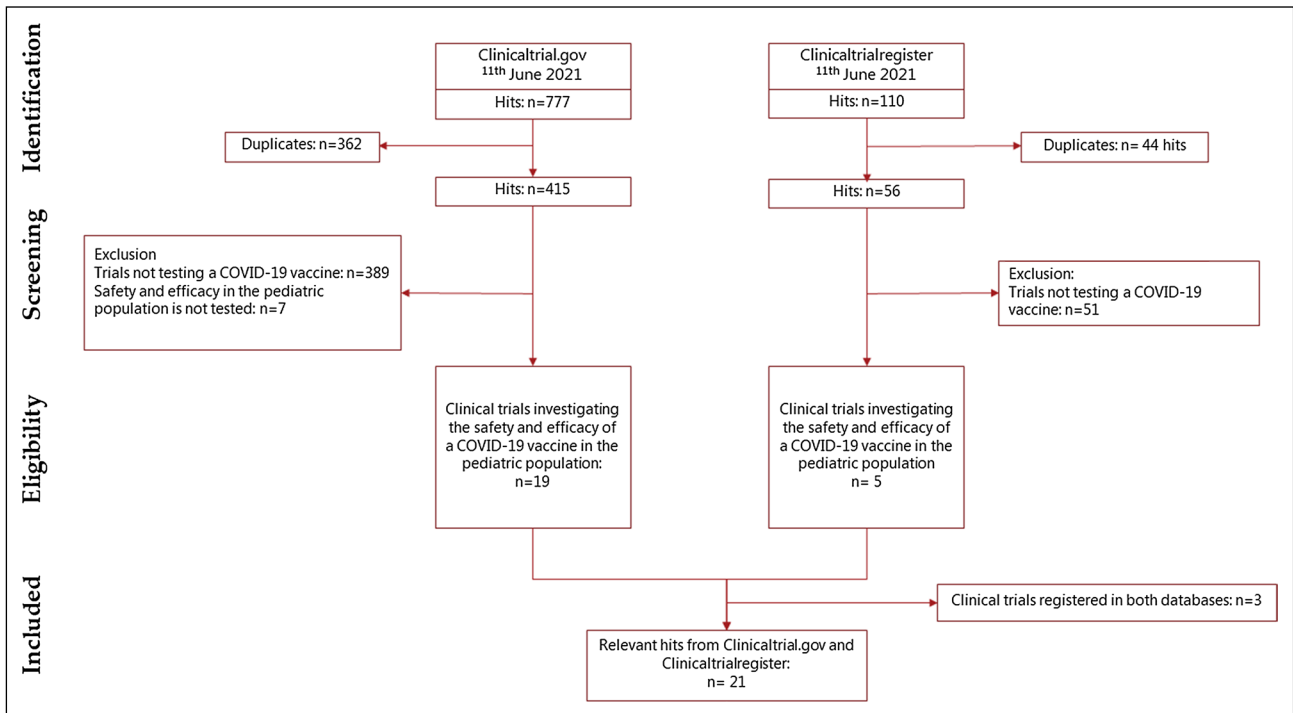 Identification
Clinicaltrial.gov
11th June 2021
Hits: n=777
Clinicaltrialregister
11th June 2021
Hits: n=110
Duplicates: n=362
Duplicates: n= 44 hits
Hits: n=415
Hits: n=56
Screening
Exclusion
Trials not testing a COVID-19 vaccine: n=389
Safety and efficacy in the pediatric
population is not tested: n=7
Exclusion:
Trials not testing a COVID-19
vaccine: n=51
Eligibility
Clinical trials investigating
the safety and efficacy of
a COVID-19 vaccine in the
pediatric population:
n=19
Clinical trials investigating
the safety and efficacy of
a COVID-19 vaccine in the
pediatric population
n= 5
Included
Clinical trials registered in both databases: n=3
Relevant hits from Clinicaltrial.gov and
Clinicaltrialregister:
n= 21